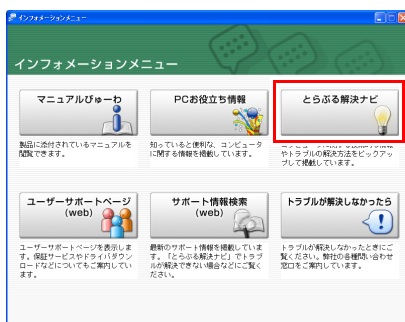 インフォメーションメニュー
インフォメーションメニュー
マニュアルびゅーわ
PCお役立ち情報
とらぶる解決ナビ
製品に添付されているマニュアルを
閲覧できます。
知っていると便利な、コンピュータ
に関する情報を掲載しています。
やトラブルの解決方法をピックアッ
プして掲載しています。
ユーザーサポートページ
(web)
サポート情報検索
(web)
トラブルが解決しなかったら
ユーザーサポートページを表示しま
す。保証サービスやドライバダウン
ロードなどについてもご案内してい
ます。
最新のサポート情報を掲載していま
す。「とらぶる解決ナビ」でトラブ
ルが解決できない場合などにご覧く
ださい。
トラブルが解決しなかったときにご
覧ください。弊社の各種問い合わせ
窓口をご案内しています。